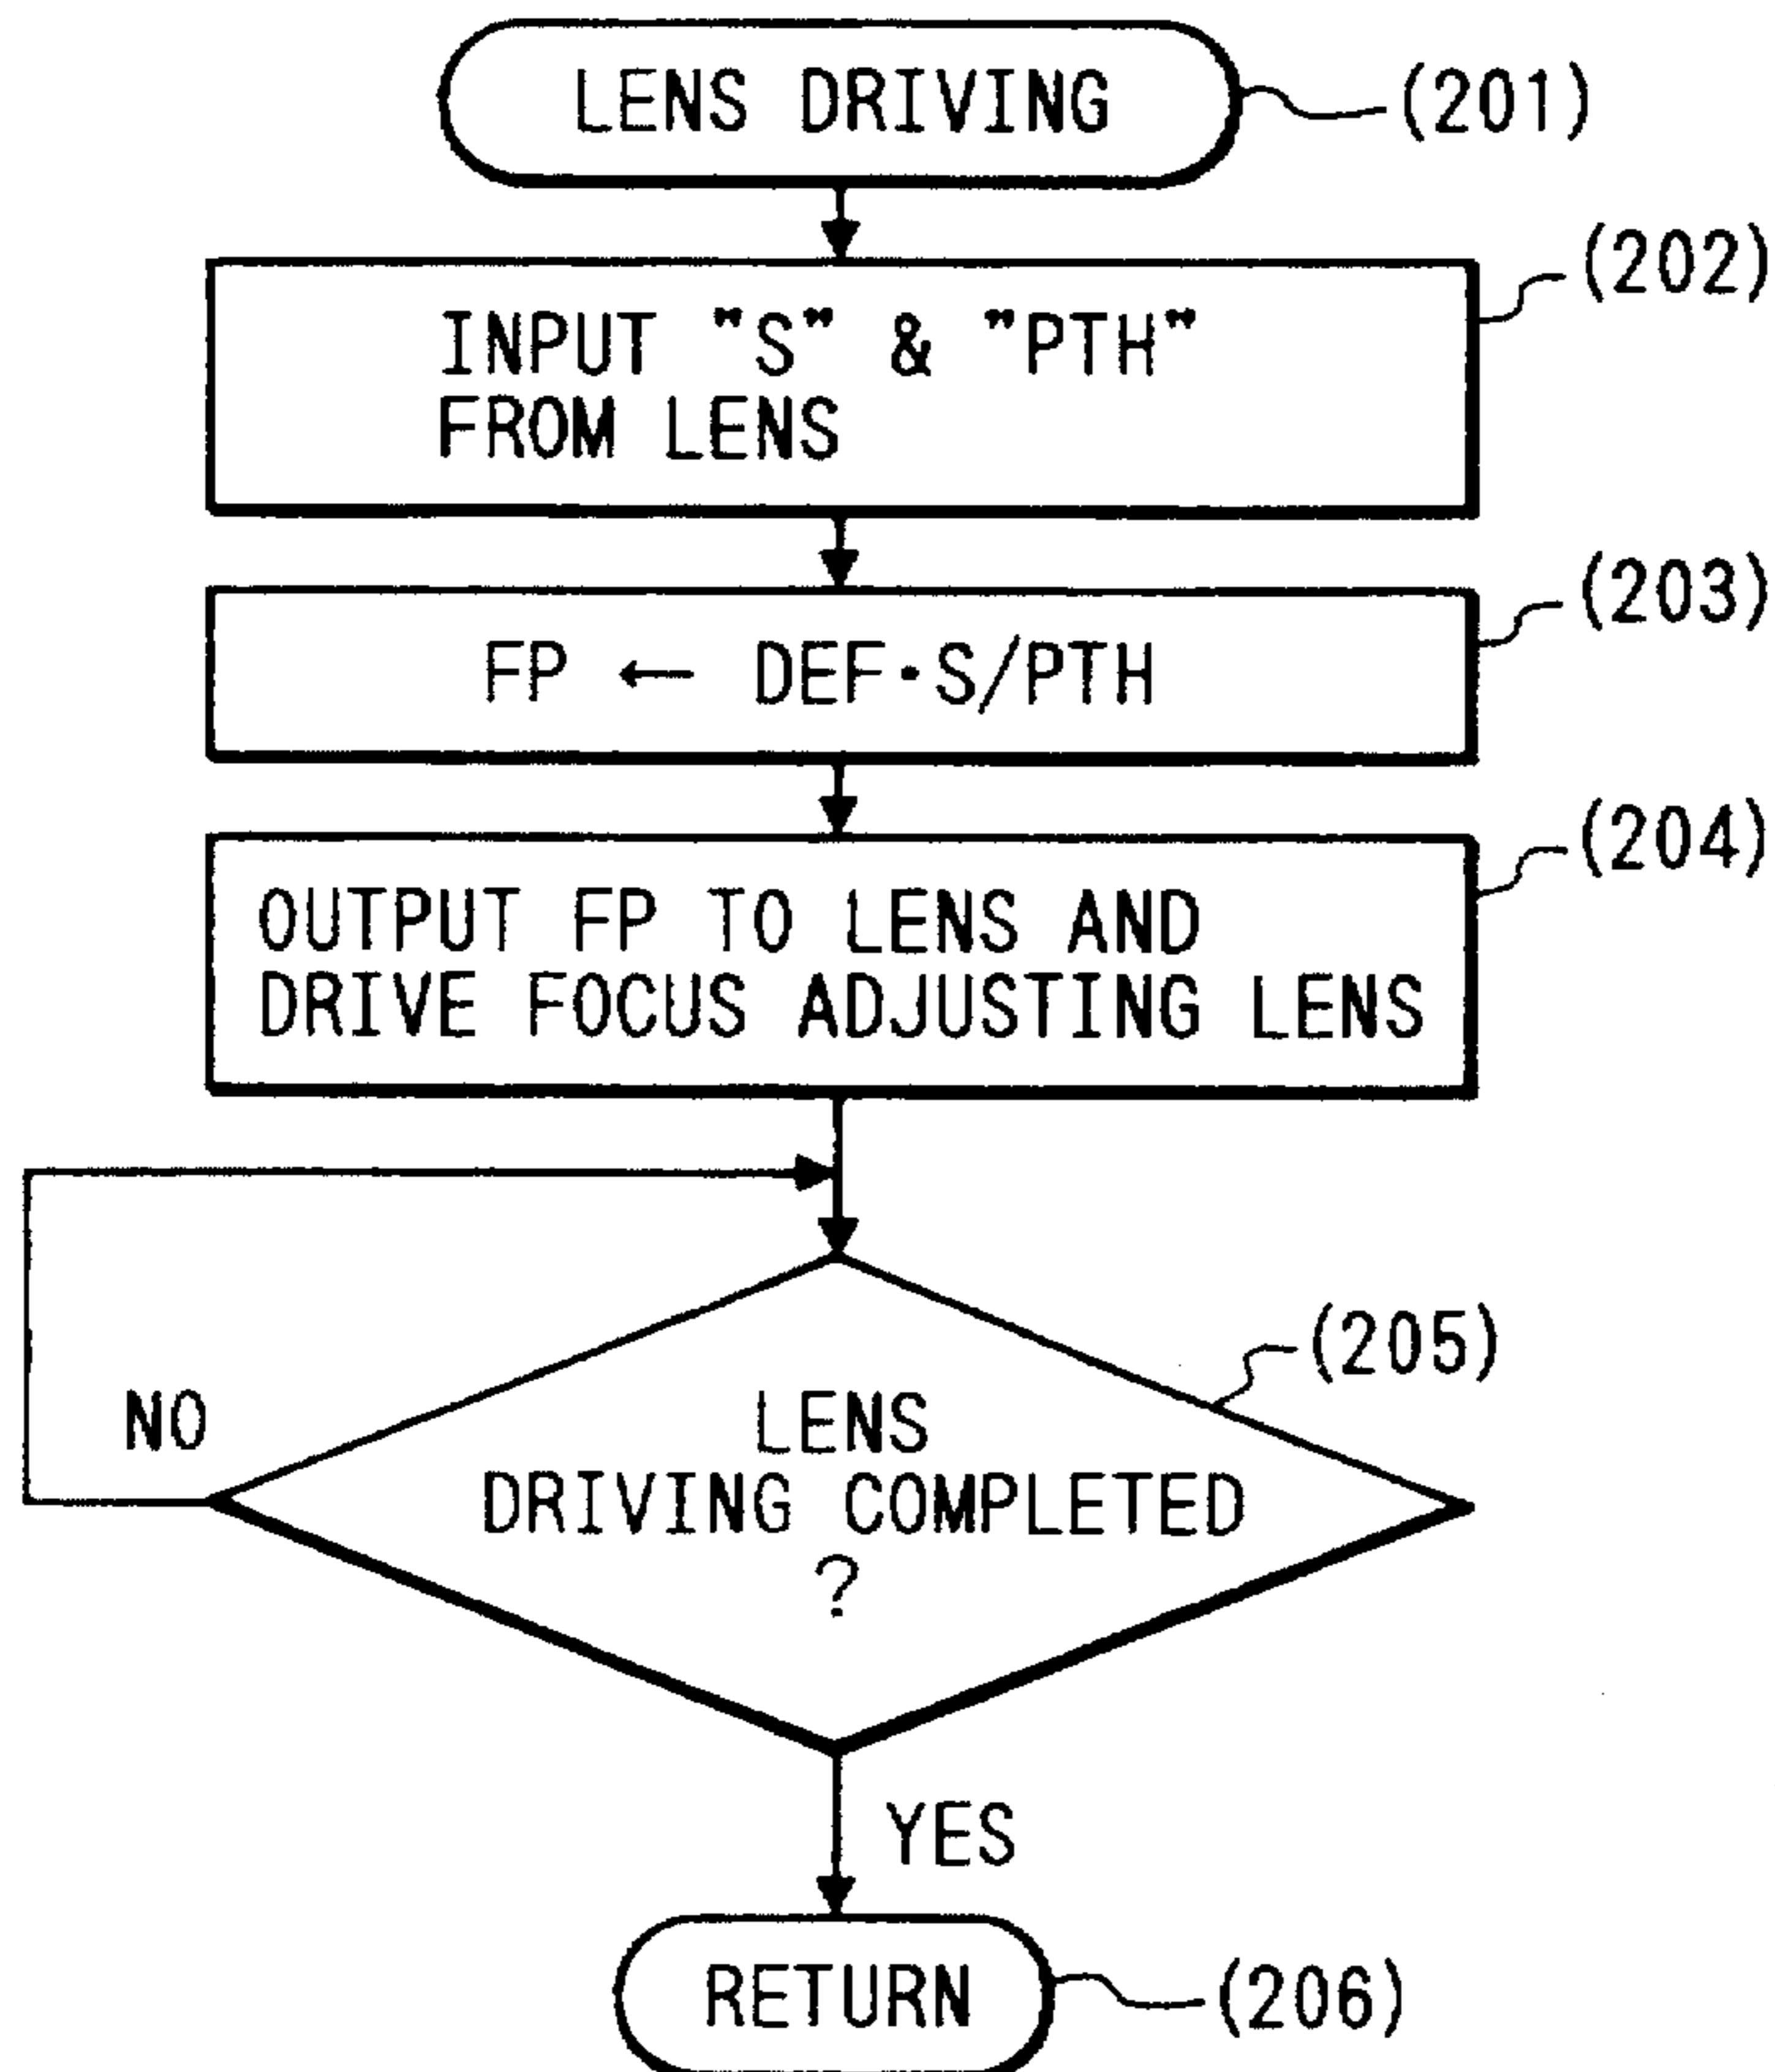 LENS DRIVING
(201)
INPUT "S" & "PTH"
FROM LENS
(202)
FP ← DEF·S/PTH
(203)
OUTPUT FP TO LENS AND
DRIVE FOCUS ADJUSTING LENS
(204)
LENS
DRIVING COMPLETED
?
(205)
NO
YES
RETURN
(206)